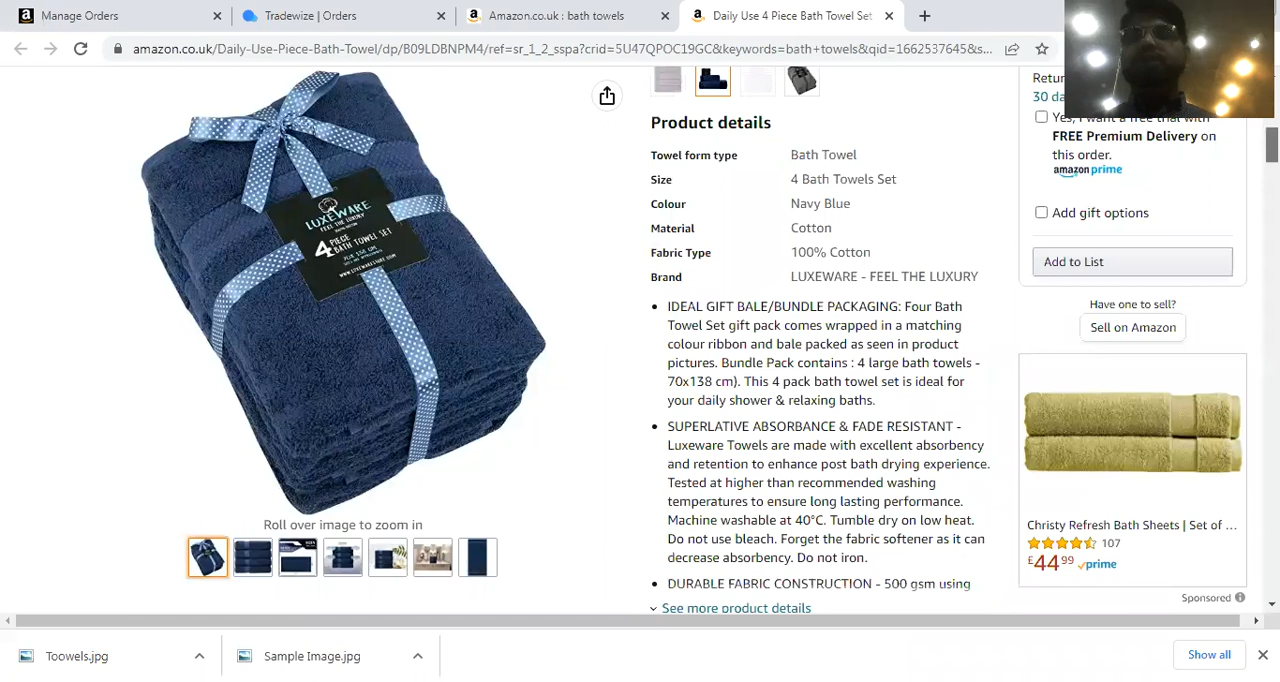 Manage Orders
Tradewize | Orders
Amazon.co.uk : bath towels
Daily Use 4 Piece Bath Towel Set
amazon.co.uk/Daily-Use-Piece-Bath-Towel/dp/B09LDBNPM4/ref=sr_1_2_sspa?crid=5U47QPOC19GC&keywords=bath+towels&qid=1662537645&s...
LUXEWARE
FEEL THE LUXURY
4 PIECE
BATH TOWEL SET
Roll over image to zoom in
Product details
Towel form type Bath Towel
Size 4 Bath Towels Set
Colour Navy Blue
Material Cotton
Fabric Type 100% Cotton
Brand LUXEWARE - FEEL THE LUXURY
• IDEAL GIFT BALE/BUNDLE PACKAGING: Four Bath
Towel Set gift pack comes wrapped in a matching
colour ribbon and bale packed as seen in product
pictures. Bundle Pack contains : 4 large bath towels -
70x138 cm). This 4 pack bath towel set is ideal for
your daily shower & relaxing baths.
• SUPERLATIVE ABSORBANCE & FADE RESISTANT -
Luxeware Towels are made with excellent absorbency
and retention to enhance post bath drying experience.
Tested at higher than recommended washing
temperatures to ensure long lasting performance.
Machine washable at 40°C. Tumble dry on low heat.
Do not use bleach. Forget the fabric softener as it can
decrease absorbency. Do not iron.
• DURABLE FABRIC CONSTRUCTION - 500 gsm using
See more product details
Retur
30 da
Yes, I want a free trial with
FREE Premium Delivery on
this order.
amazon prime
Add gift options
Add to List
Have one to sell?
Sell on Amazon
Christy Refresh Bath Sheets | Set of ...
107
£44⁹⁹ prime
Sponsored
Toowels.jpg
Sample Image.jpg
Show all